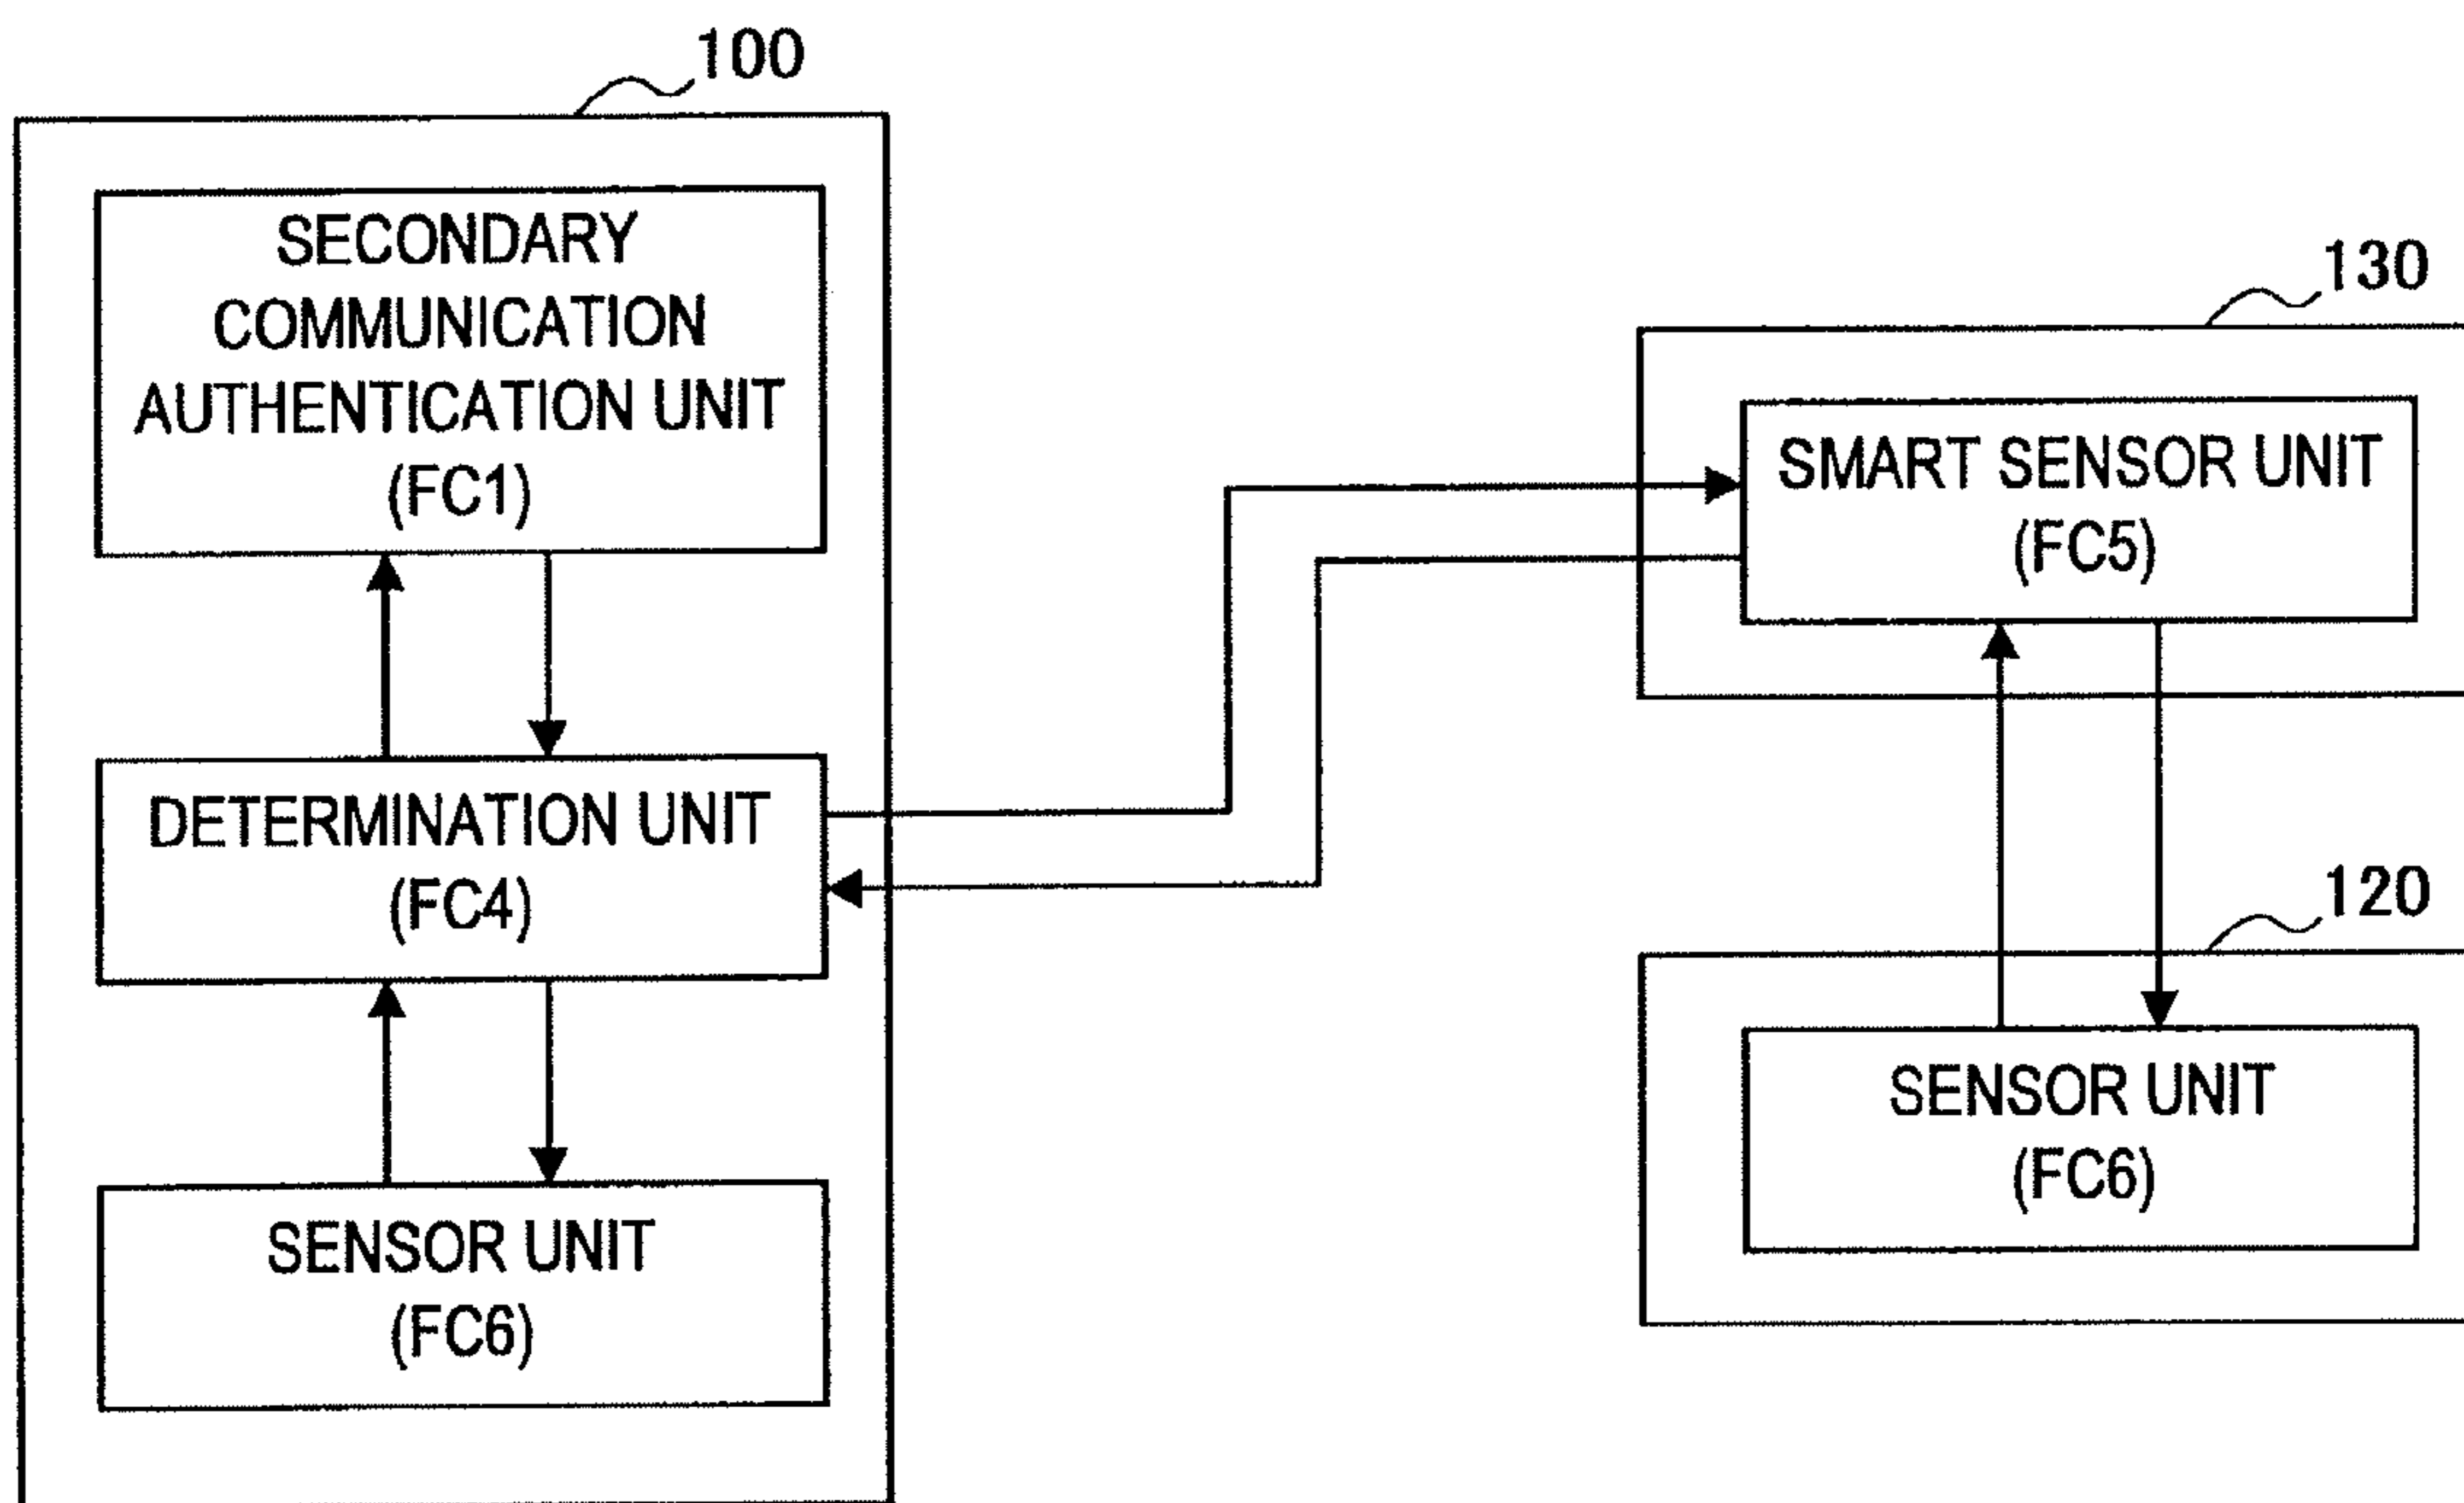 100
SECONDARY
COMMUNICATION
AUTHENTICATION UNIT
(FC1)
DETERMINATION UNIT
(FC4)
SENSOR UNIT
(FC6)
130
SMART SENSOR UNIT
(FC5)
120
SENSOR UNIT
(FC6)